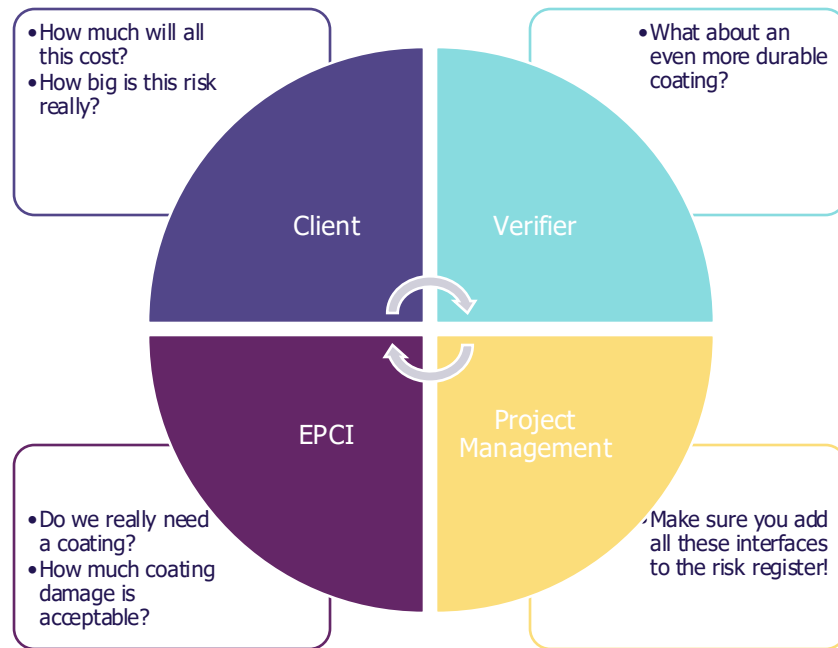 •How much will all
this cost?
•How big is this risk
really?
•What about an
even more durable
coating?
Client
Verifier
EPCI
Project
Management
•Do we really need
a coating?
•How much coating
damage is
acceptable?
•Make sure you add
all these interfaces
to the risk register!